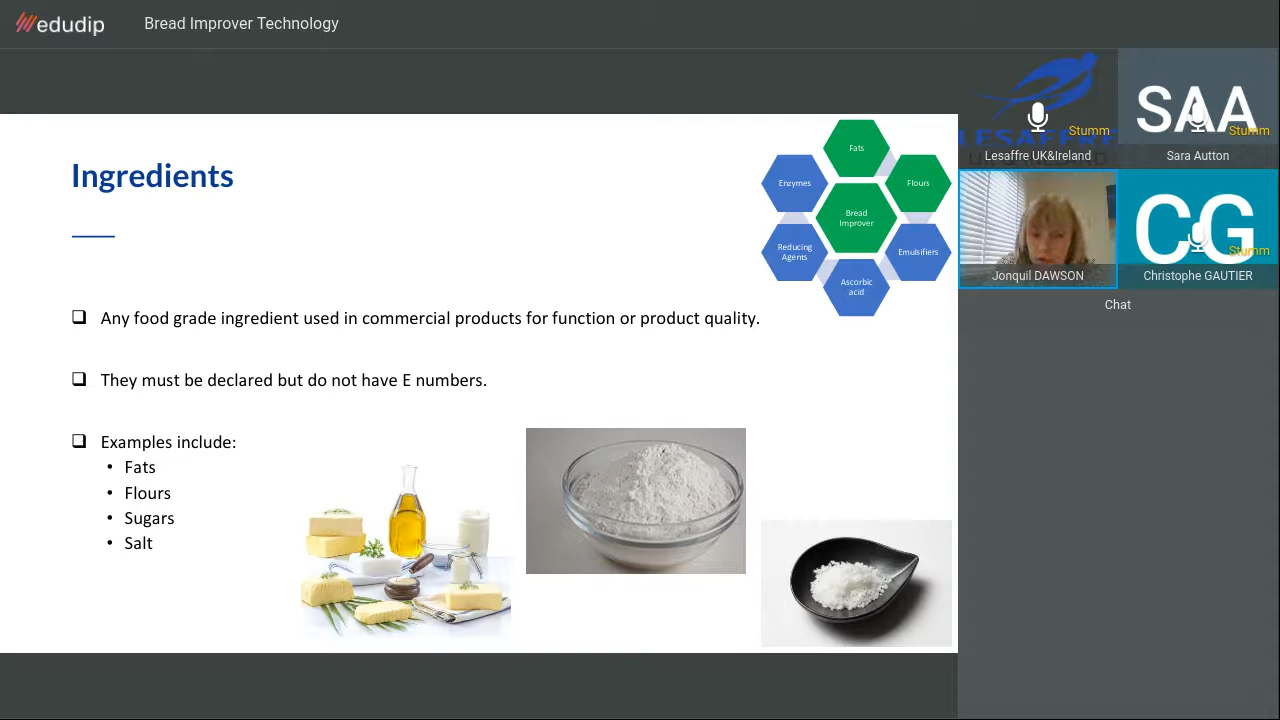 edudip
Bread Improver Technology
Ingredients
Fats
Enzymes
Flours
Bread
Improver
Reducing
Agents
Emulsifiers
Ascorbic
acid
❑ Any food grade ingredient used in commercial products for function or product quality.
❑ They must be declared but do not have E numbers.
❑ Examples include:
• Fats
• Flours
• Sugars
• Salt
LESAFFRE
Stumm
Lesaffre UK&Ireland
SAA
Stumm
Sara Autton
Jonquil DAWSON
CG
Stumm
Christophe GAUTIER
Chat